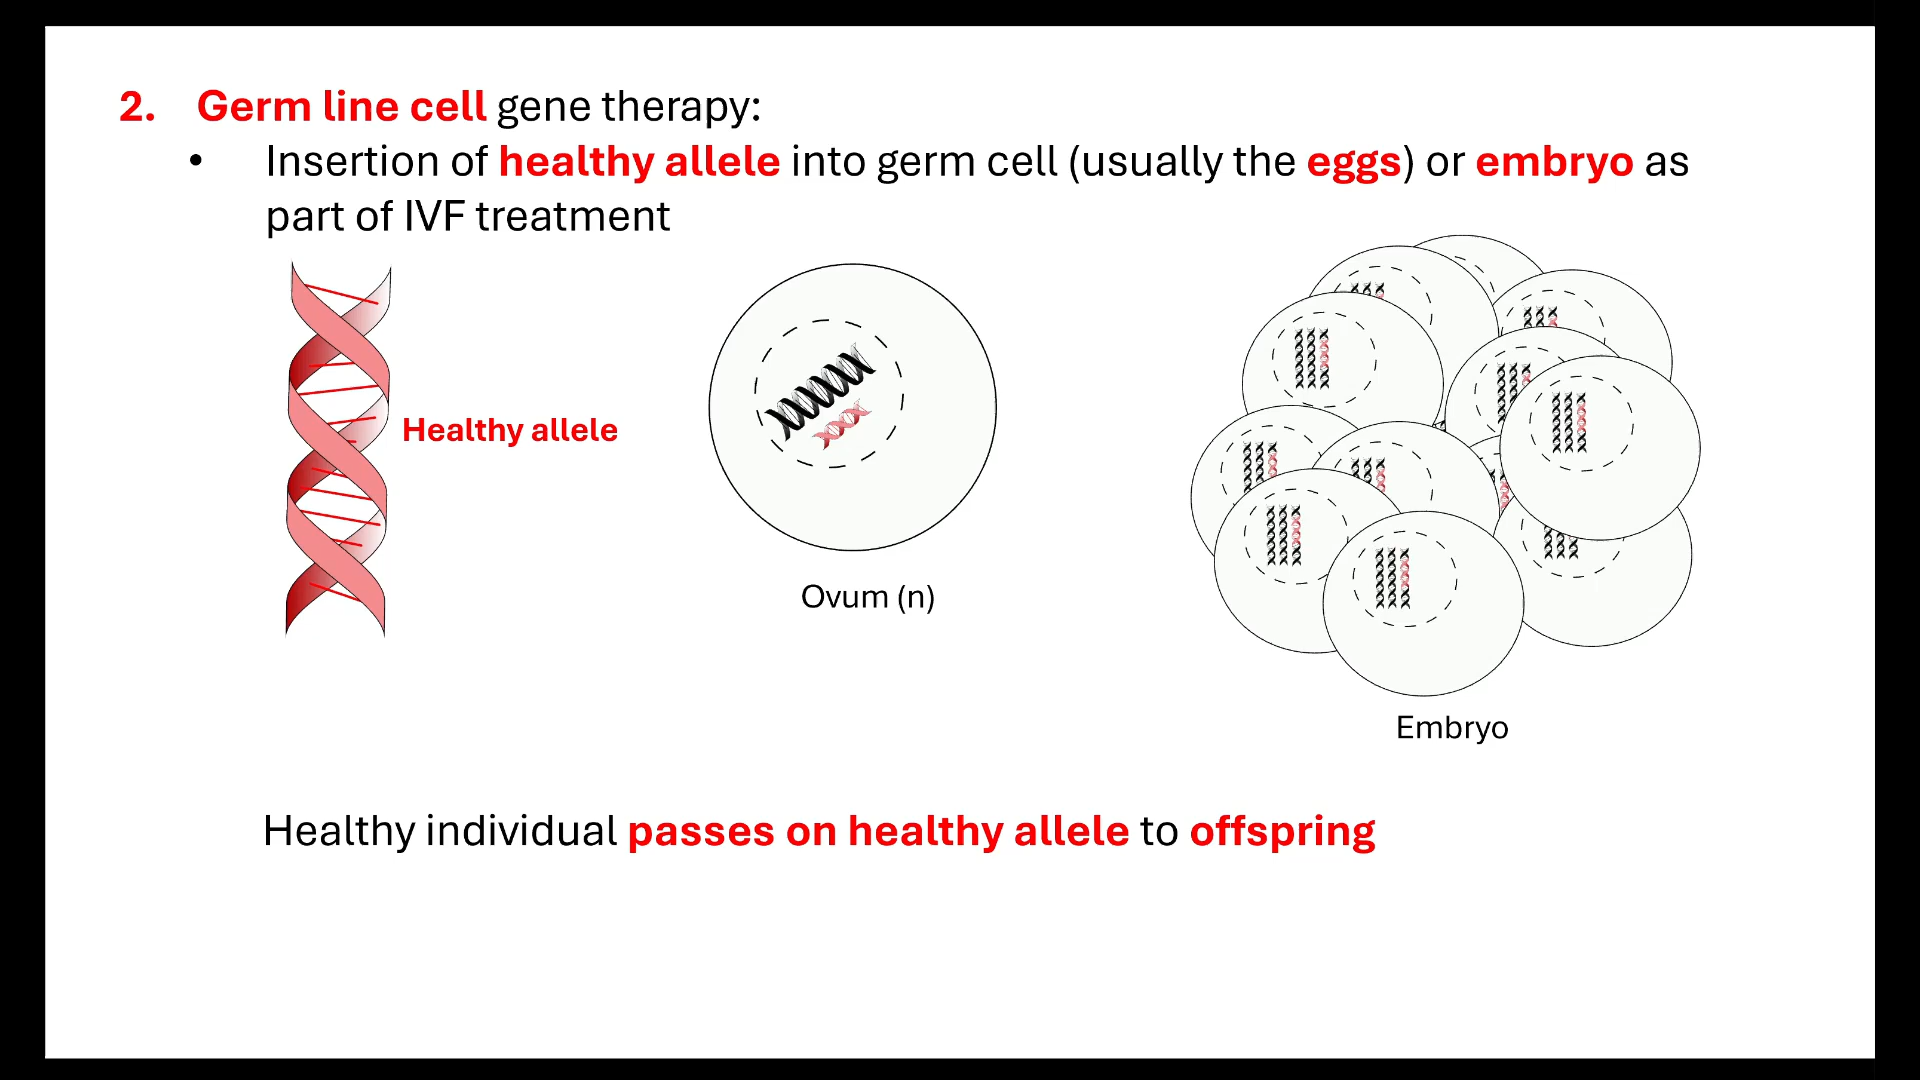 2. Germ line cell gene therapy:
• Insertion of healthy allele into germ cell (usually the eggs) or embryo as
part of IVF treatment
Healthy allele
Ovum (n)
Embryo
Healthy individual passes on healthy allele to offspring